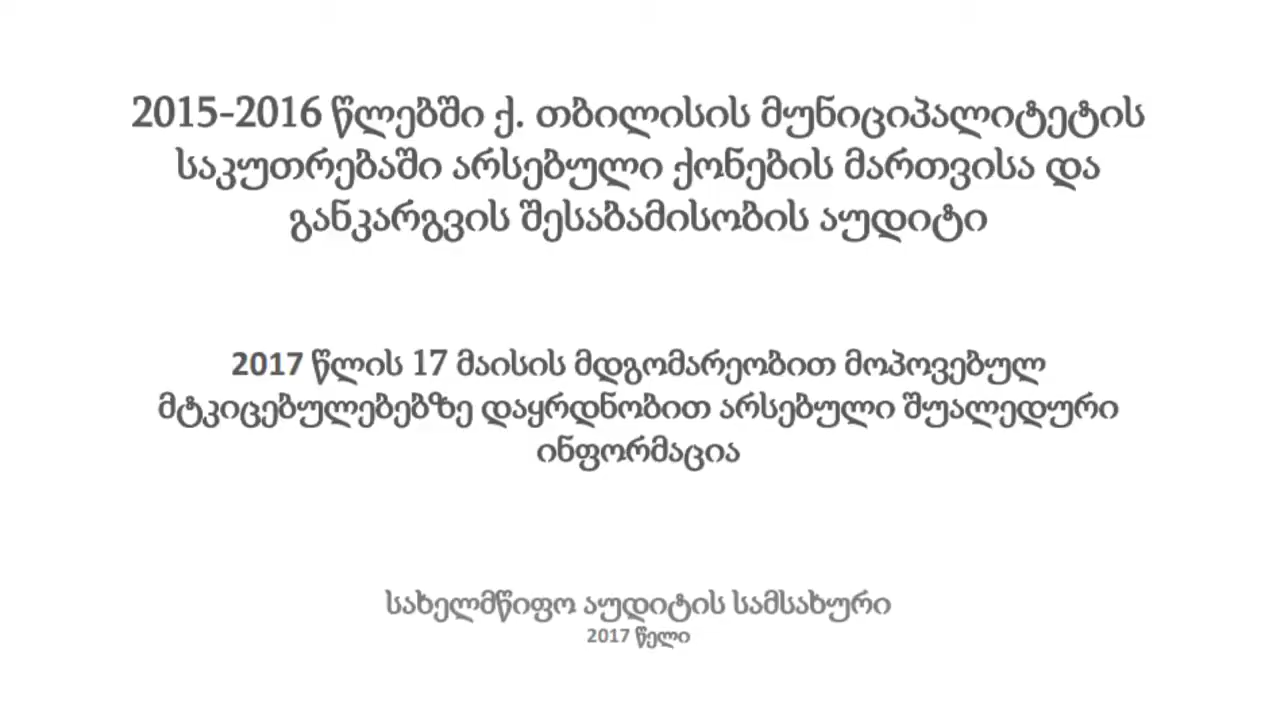 2015-2016 წლებში ქ. თბილისის მუნიციპალიტეტის
საკუთრებაში არსებული ქონების მართვისა და
განკარგვის შესაბამისობის აუდიტი
2017 წლის 17 მაისის მდგომარეობით მოპოვებულ
მტკიცებულებებზე დაყრდნობით არსებული შუალედური
ინფორმაცია
სახელმწიფო აუდიტის სამსახური
2017 წელი